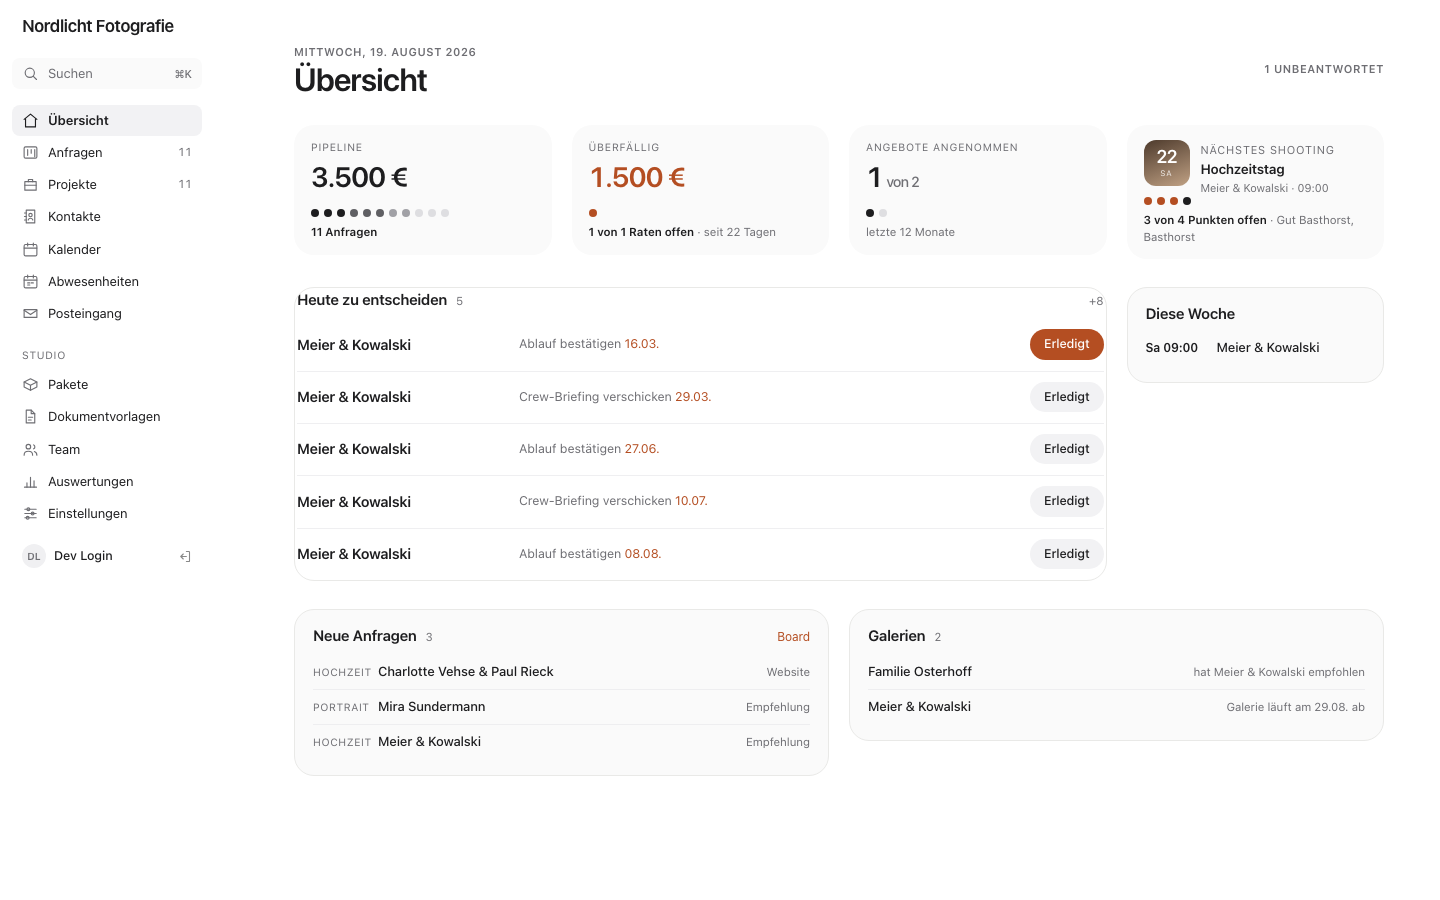 Nordlicht Fotografie
Suchen ⌘K
Übersicht
Anfragen 11
Projekte 11
Kontakte
Kalender
Abwesenheiten
Posteingang
STUDIO
Pakete
Dokumentvorlagen
Team
Auswertungen
Einstellungen
DL Dev Login
MITTWOCH, 19. AUGUST 2026
Übersicht
1 UNBEANTWORTET
PIPELINE
3.500 €
11 Anfragen
ÜBERFÄLLIG
1.500 €
1 von 1 Raten offen · seit 22 Tagen
ANGEBOTE ANGENOMMEN
1 von 2
letzte 12 Monate
22
SA
NÄCHSTES SHOOTING
Hochzeitstag
Meier & Kowalski · 09:00
3 von 4 Punkten offen · Gut Basthorst,
Basthorst
Heute zu entscheiden 5 +8
Meier & Kowalski Ablauf bestätigen 16.03. Erledigt
Meier & Kowalski Crew-Briefing verschicken 29.03. Erledigt
Meier & Kowalski Ablauf bestätigen 27.06. Erledigt
Meier & Kowalski Crew-Briefing verschicken 10.07. Erledigt
Meier & Kowalski Ablauf bestätigen 08.08. Erledigt
Diese Woche
Sa 09:00 Meier & Kowalski
Neue Anfragen 3 Board
HOCHZEIT Charlotte Vehse & Paul Rieck Website
PORTRAIT Mira Sundermann Empfehlung
HOCHZEIT Meier & Kowalski Empfehlung
Galerien 2
Familie Osterhoff hat Meier & Kowalski empfohlen
Meier & Kowalski Galerie läuft am 29.08. ab